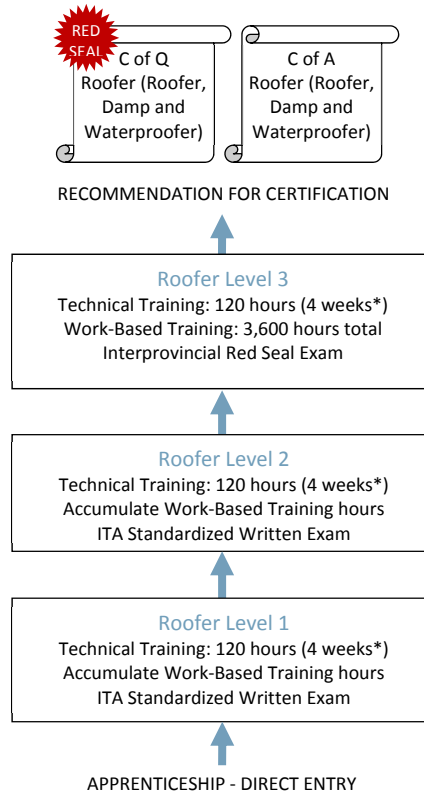 RED
SEAL
C of Q
Roofer (Roofer,
Damp and
Waterproofer)
C of A
Roofer (Roofer,
Damp and
Waterproofer)
RECOMMENDATION FOR CERTIFICATION
Roofer Level 3
Technical Training: 120 hours (4 weeks*)
Work-Based Training: 3,600 hours total
Interprovincial Red Seal Exam
Roofer Level 2
Technical Training: 120 hours (4 weeks*)
Accumulate Work-Based Training hours
ITA Standardized Written Exam
Roofer Level 1
Technical Training: 120 hours (4 weeks*)
Accumulate Work-Based Training hours
ITA Standardized Written Exam
APPRENTICESHIP - DIRECT ENTRY